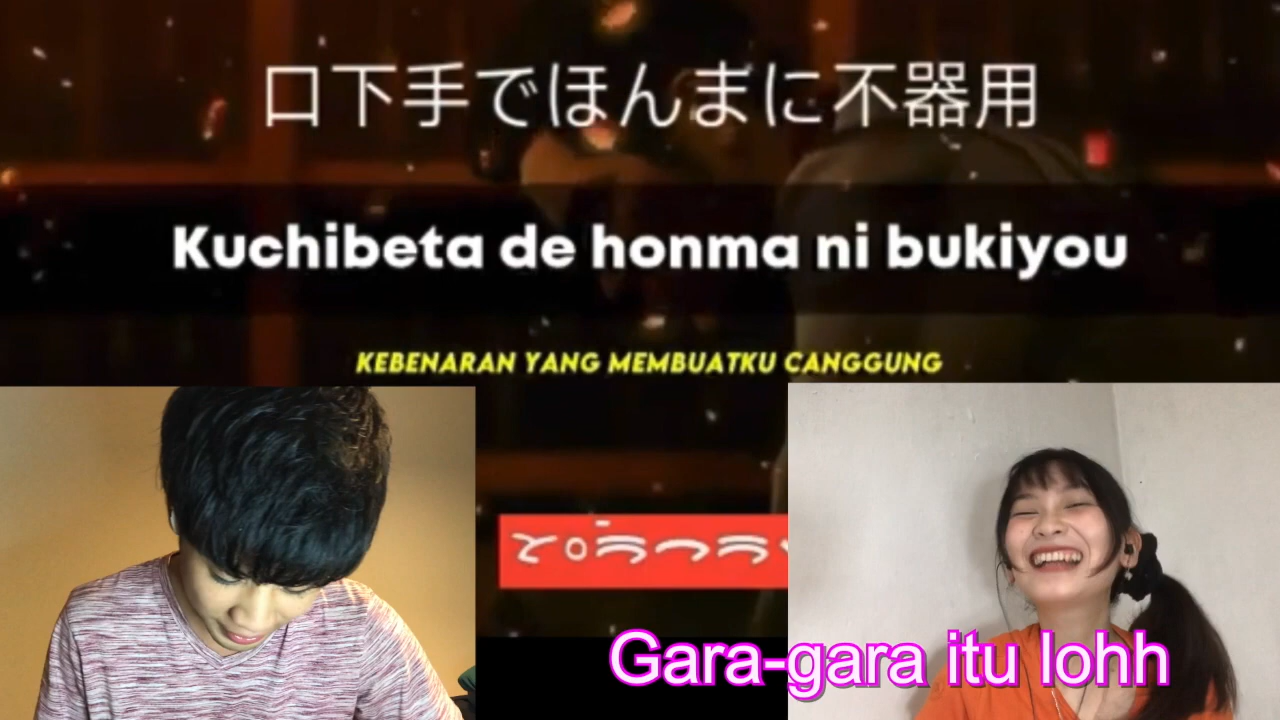 口下手でほんまに不器用
Kuchibeta de honma ni bukiyou
KEBENARAN YANG MEMBUATKU CANGGUNG
Gara-gara itu lohh